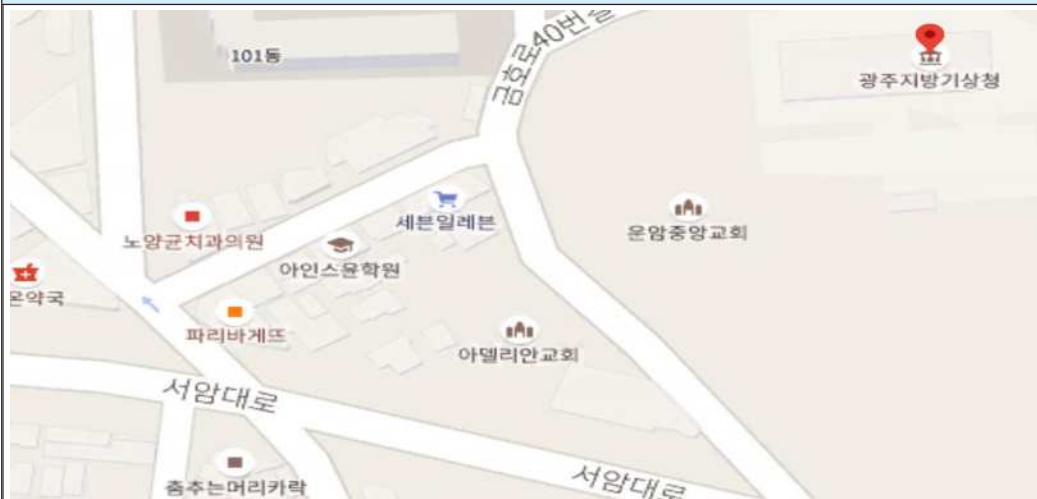 101동
금호로40번길
광주지방기상청
세븐일레븐
운암중앙교회
노양균치과의원
아인스윤학원
온약국
파리바게뜨
아델리안교회
서암대로
서암대로
춤추는머리카락